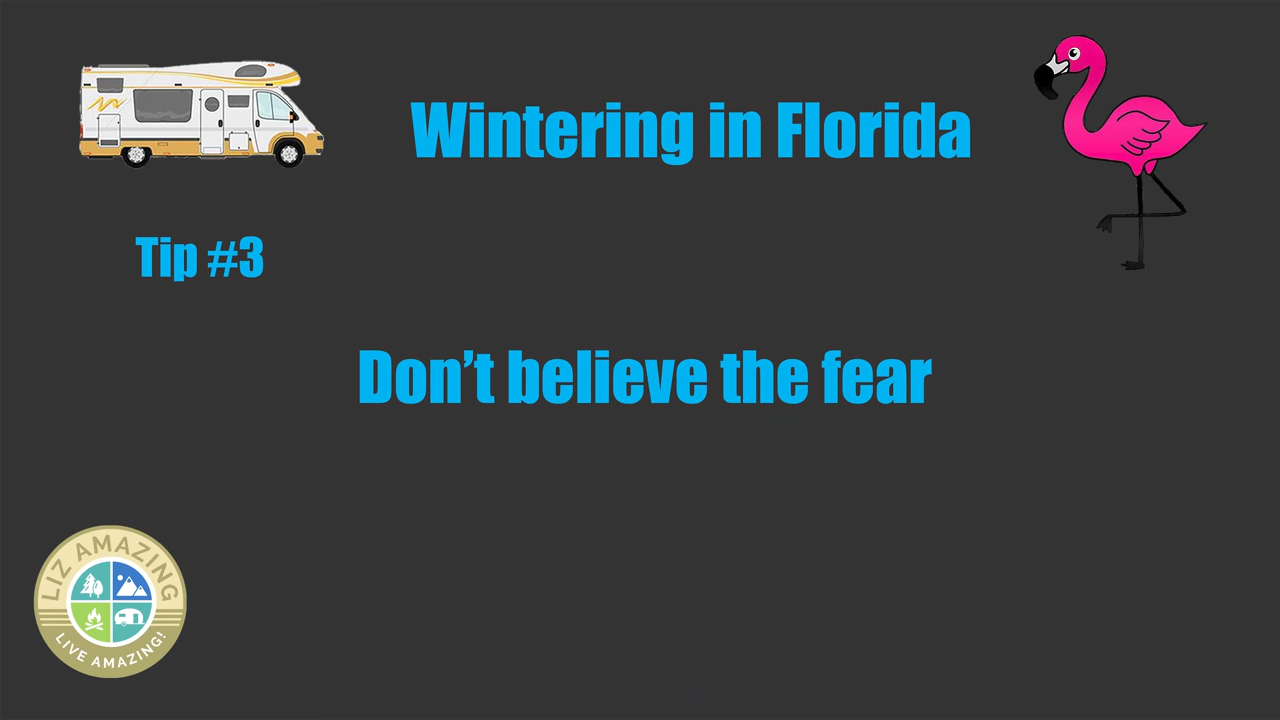 Wintering in Florida
Tip #3
Don’t believe the fear
LIZ AMAZING
LIVE AMAZING!